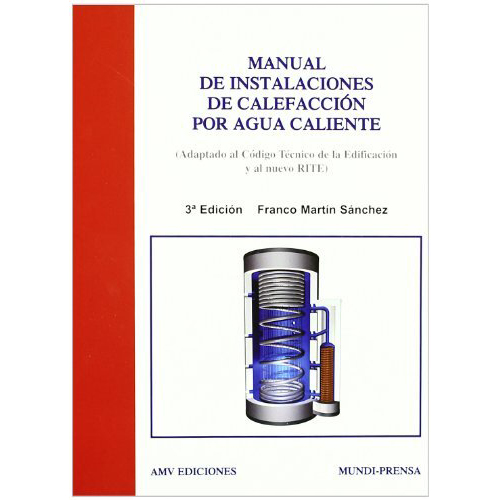 MANUAL
DE INSTALACIONES
DE CALEFACCIÓN
POR AGUA CALIENTE
(Adaptado al Código Técnico de la Edificación
y al nuevo RITE)
3ª Edición Franco Martín Sánchez
AMV EDICIONES MUNDI-PRENSA